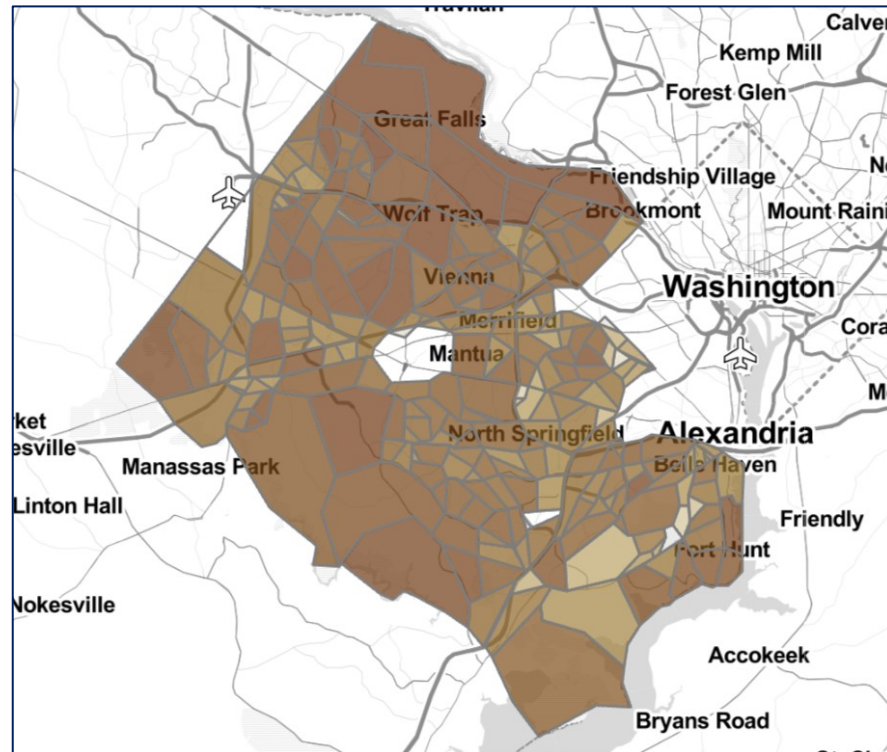 Calver
Kemp Mill
Forest Glen
Great Falls
Friendship Village
Wolf Trap
Brookmont
Mount Raini
Vienna
Washington
Merrifield
Cora
Mantua
rket
esville
North Springfield
Alexandria
Manassas Park
Belle Haven
Linton Hall
Friendly
Fort Hunt
Nokesville
Accokeek
Bryans Road